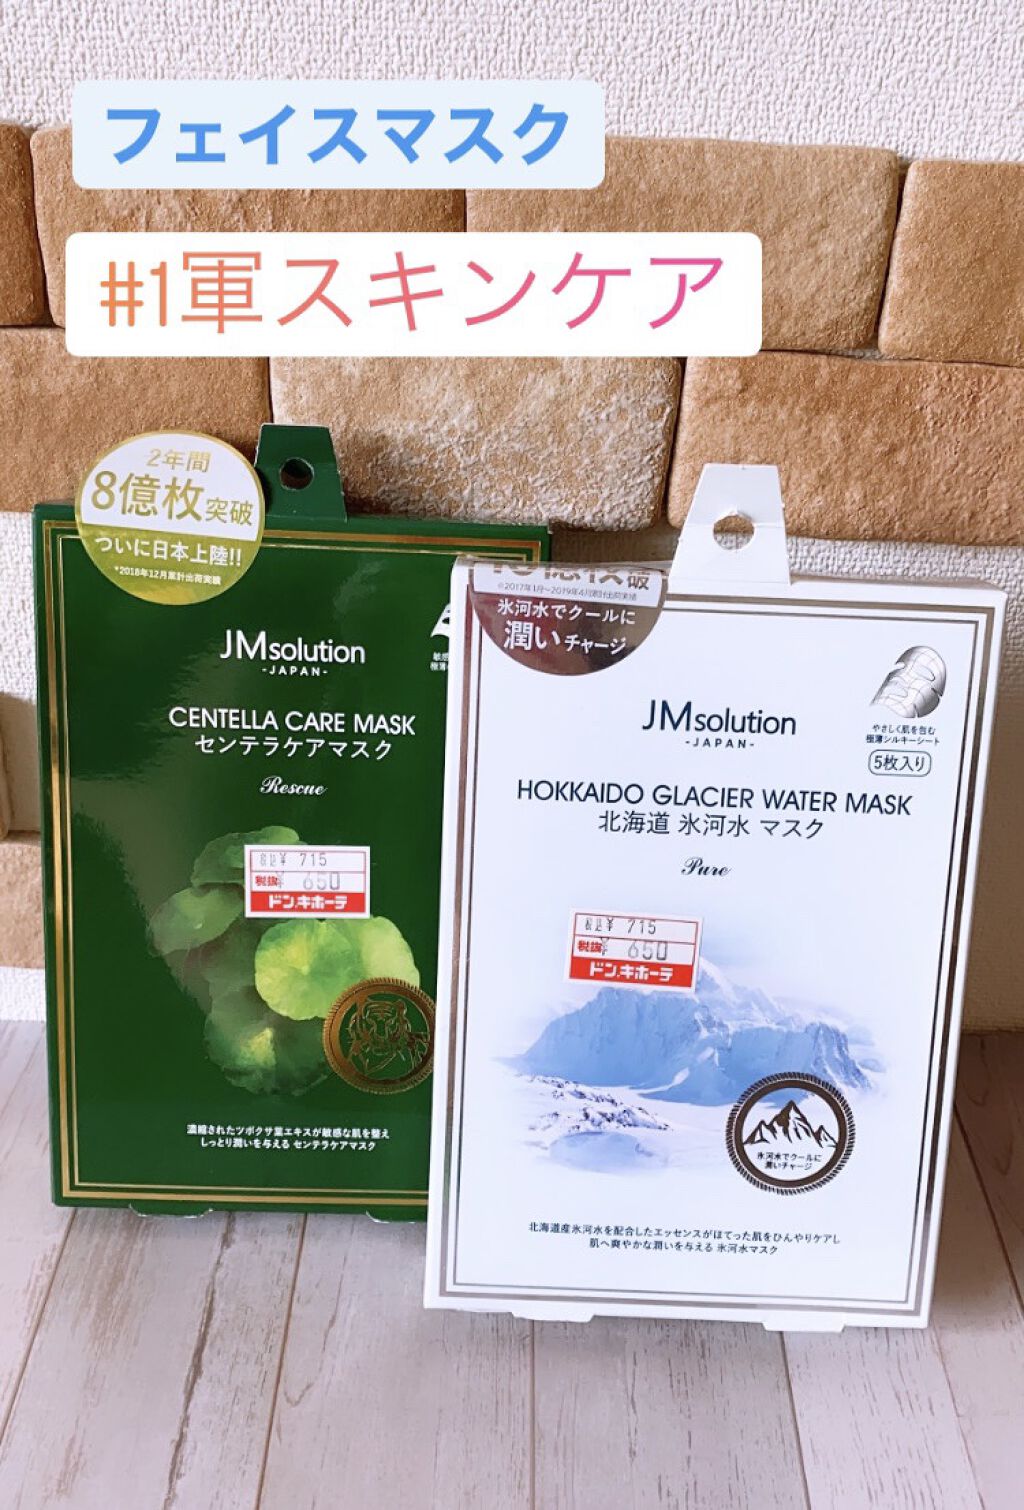 フェイスマスク
#1軍スキンケア
2年間
8億枚突破
ついに日本上陸!!
*2018年12月累計出荷実績
JMsolution
-JAPAN-
CENTELLA CARE MASK
センテラケアマスク
Rescue
税込¥ 715
税抜¥ 650
ドン.キホーテ
濃縮されたツボクサ葉エキスが敏感な肌を整え
しっとり潤いを与える センテラケアマスク
※2017年1月~2019年4月累計出荷実績
氷河水でクールに
潤いチャージ
JMsolution
-JAPAN-
やさしく肌を包む
極薄シルキーシート
5枚入り
HOKKAIDO GLACIER WATER MASK
北海道 氷河水 マスク
Pure
税込¥ 715
税抜¥ 650
ドン.キホーテ
氷河水でクールに
潤いチャージ
北海道産氷河水を配合したエッセンスがほてった肌をひんやりケアし
肌へ爽やかな潤いを与える 氷河水マスク